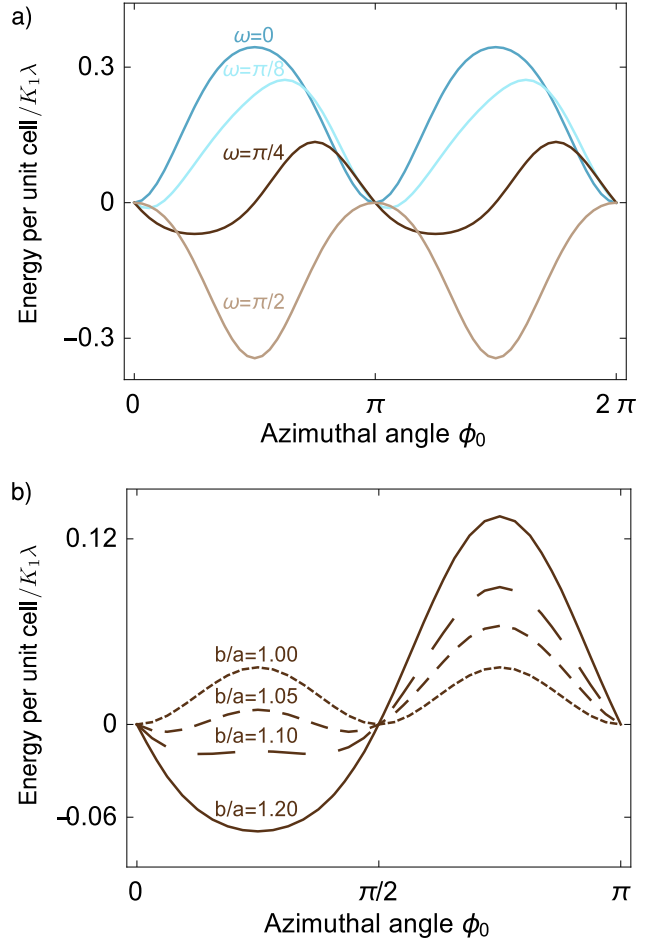 a)
ω=0
0.3
ω=π/8
ω=π/4
0
ω=π/2
−0.3
Energy per unit cell/K₁λ
0
π
2 π
Azimuthal angle ϕ₀
b)
0.12
b/a=1.00
b/a=1.05
0
b/a=1.10
b/a=1.20
−0.06
Energy per unit cell/K₁λ
0
π/2
π
Azimuthal angle ϕ₀